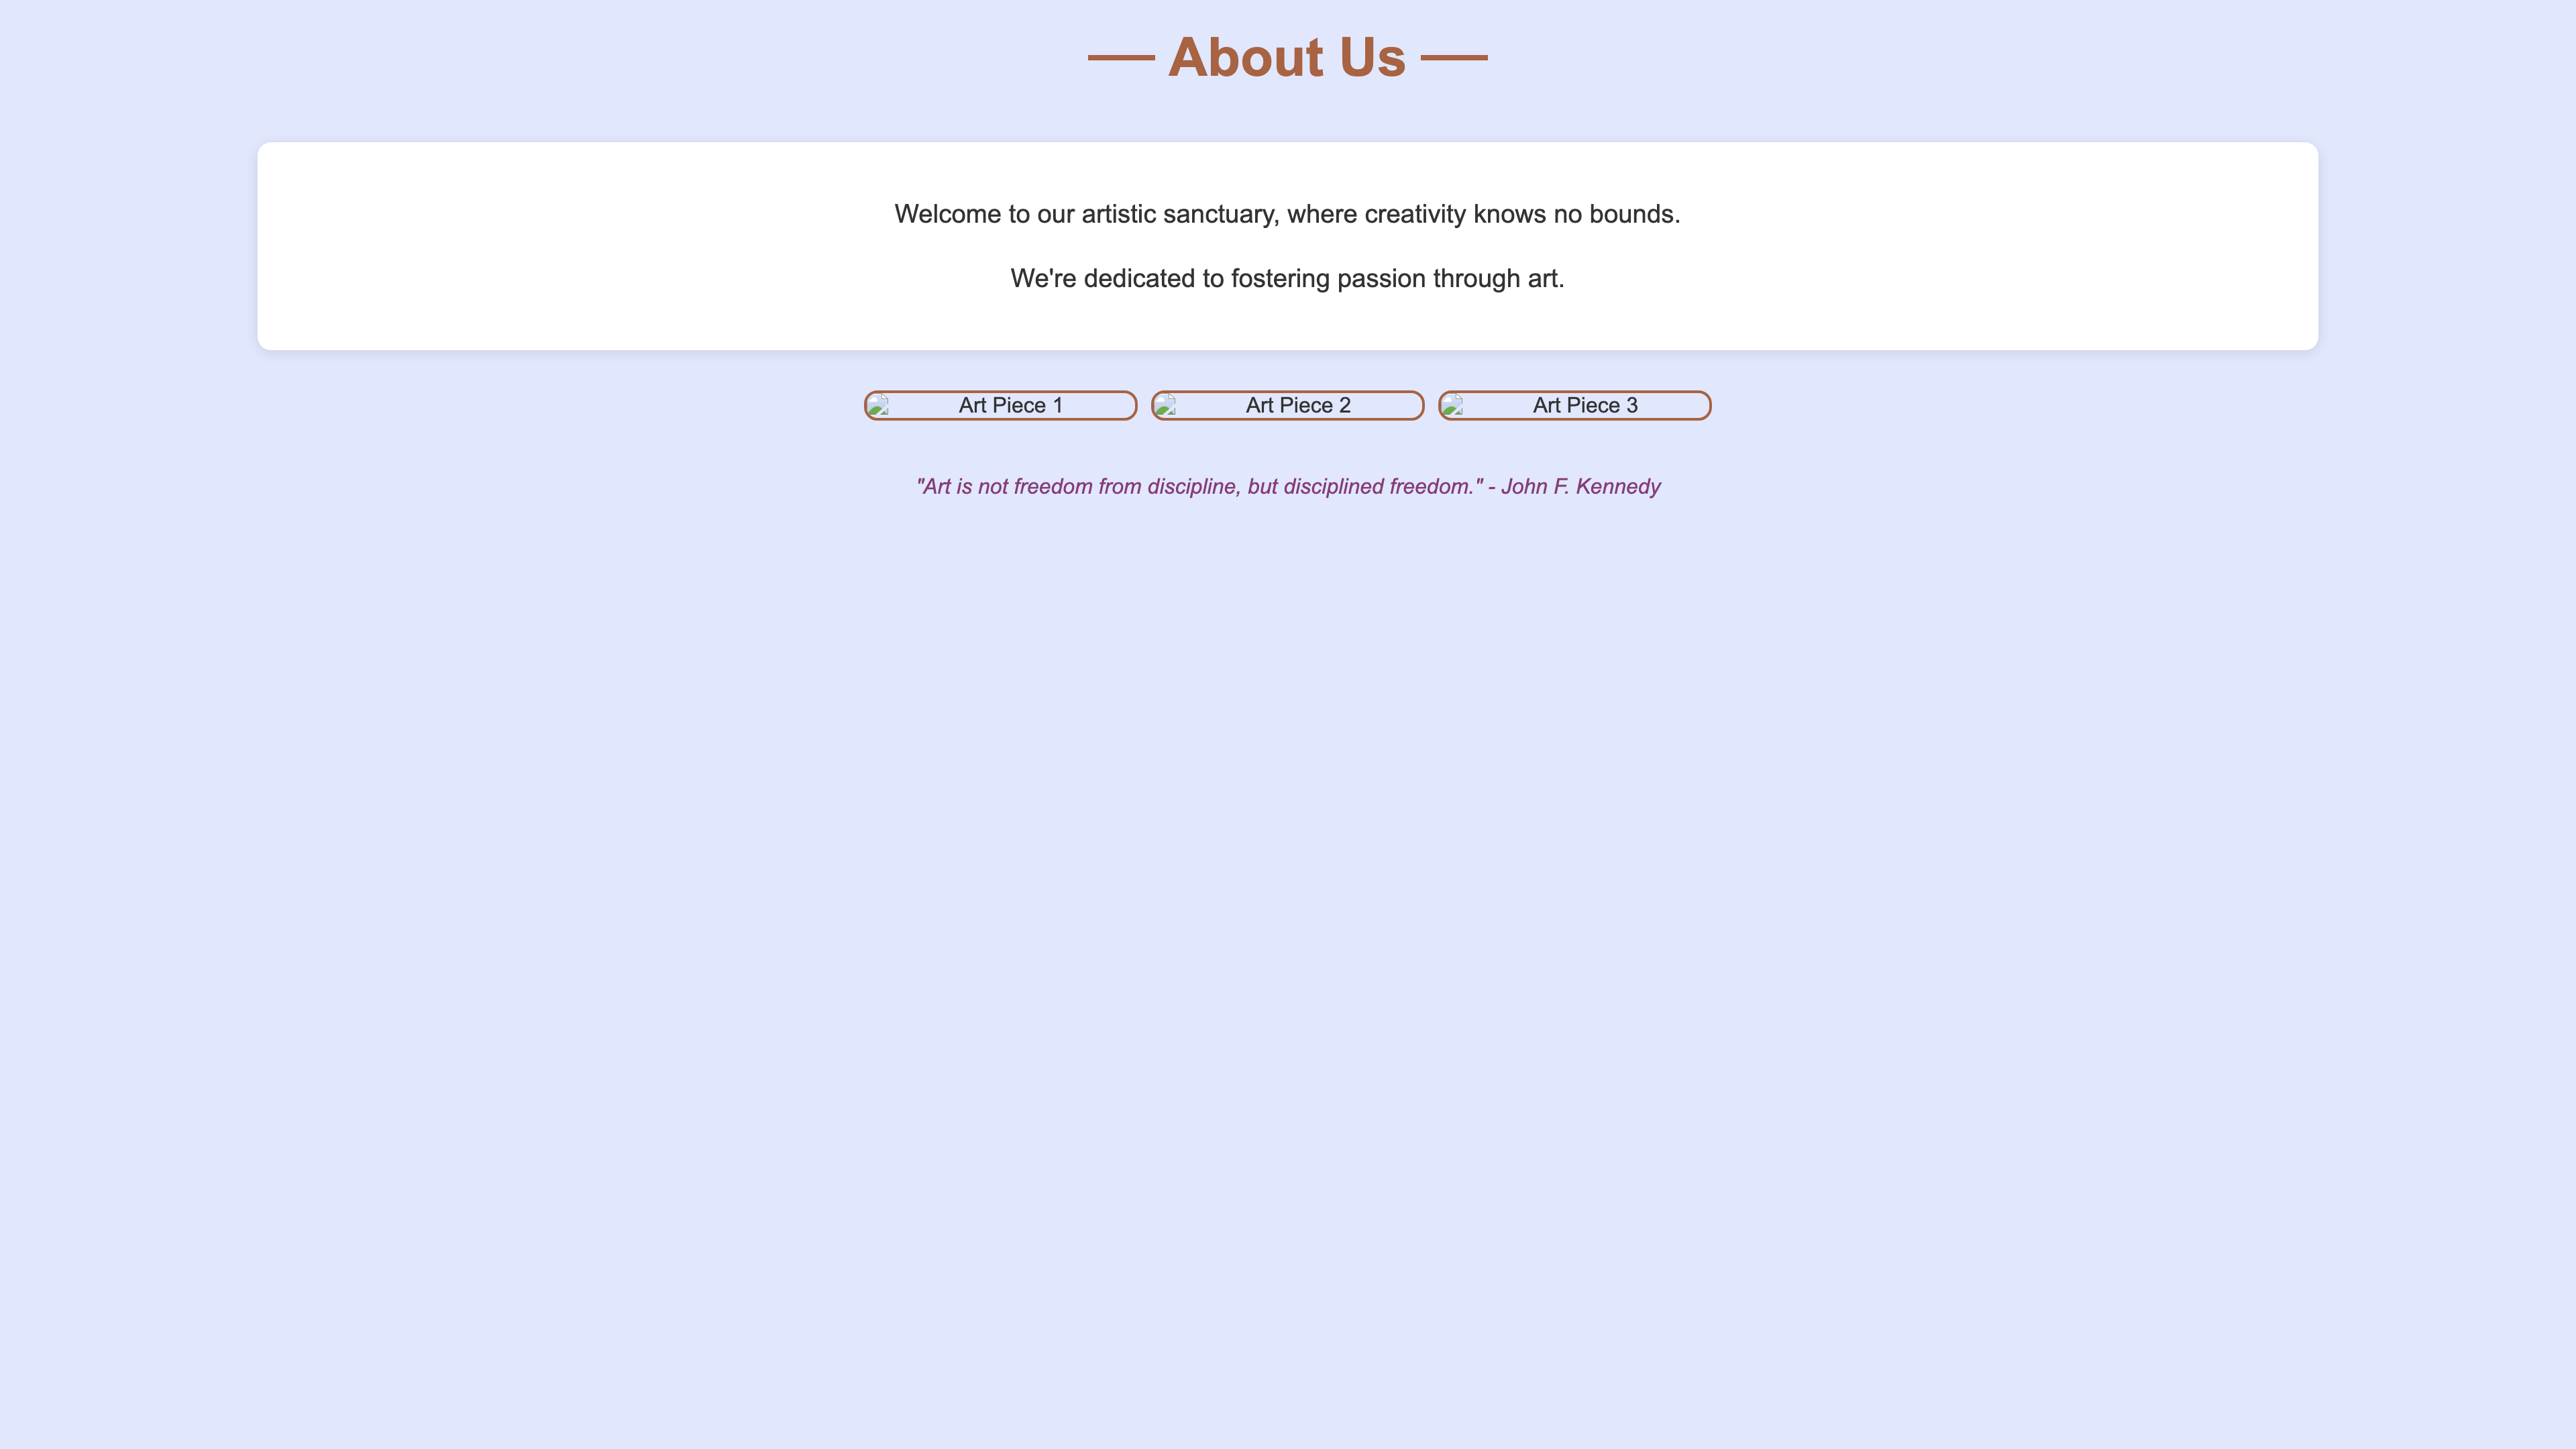 About Us
Welcome to our artistic sanctuary, where creativity knows no bounds.
We're dedicated to fostering passion through art.
Art Piece 1 Art Piece 2 Art Piece 3
"Art is not freedom from discipline, but disciplined freedom." - John F. Kennedy